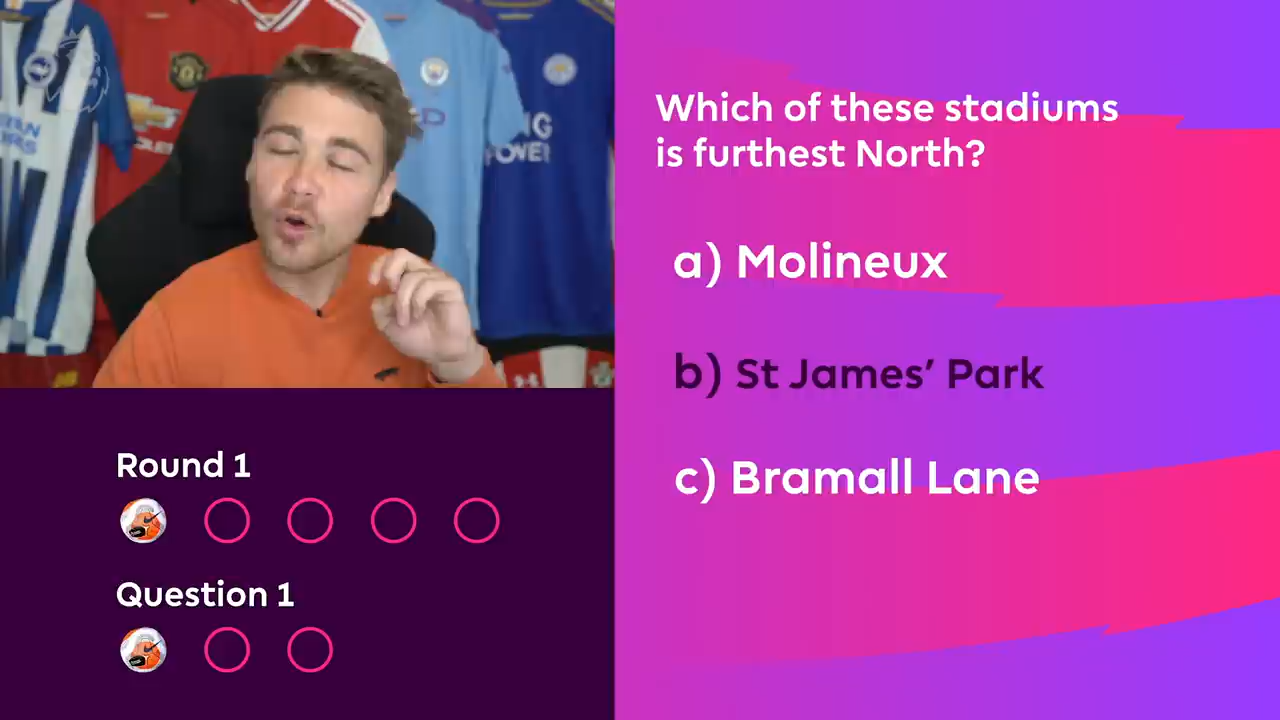 Which of these stadiums
is furthest North?
a) Molineux
b) St James’ Park
c) Bramall Lane
Round 1
Question 1